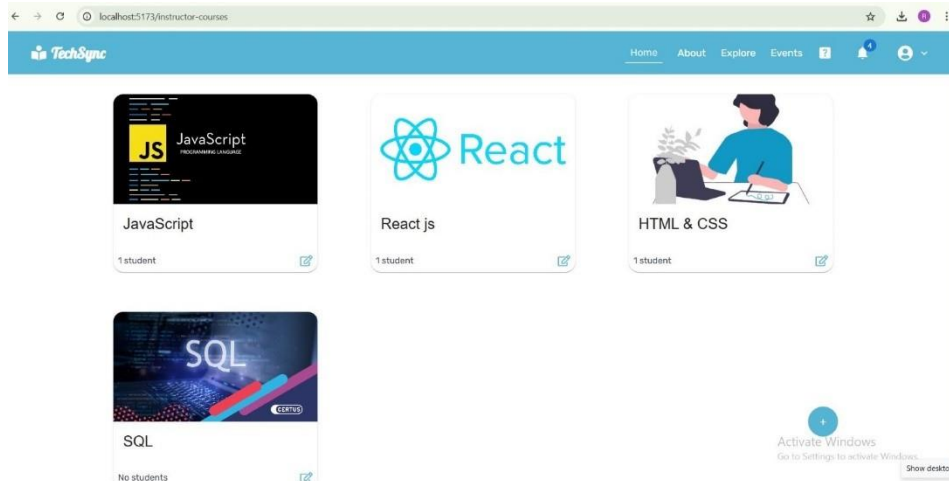 localhost:5173/instructor-courses
TechSync
Home About Explore Events ? 4
JS JavaScript
PROGRAMMING LANGUAGE
React
JavaScript
React js
HTML & CSS
1 student
1 student
1 student
SQL
CERTUS
SQL
No students
+
Activate Windows
Go to Settings to activate Windows.
Show deskto